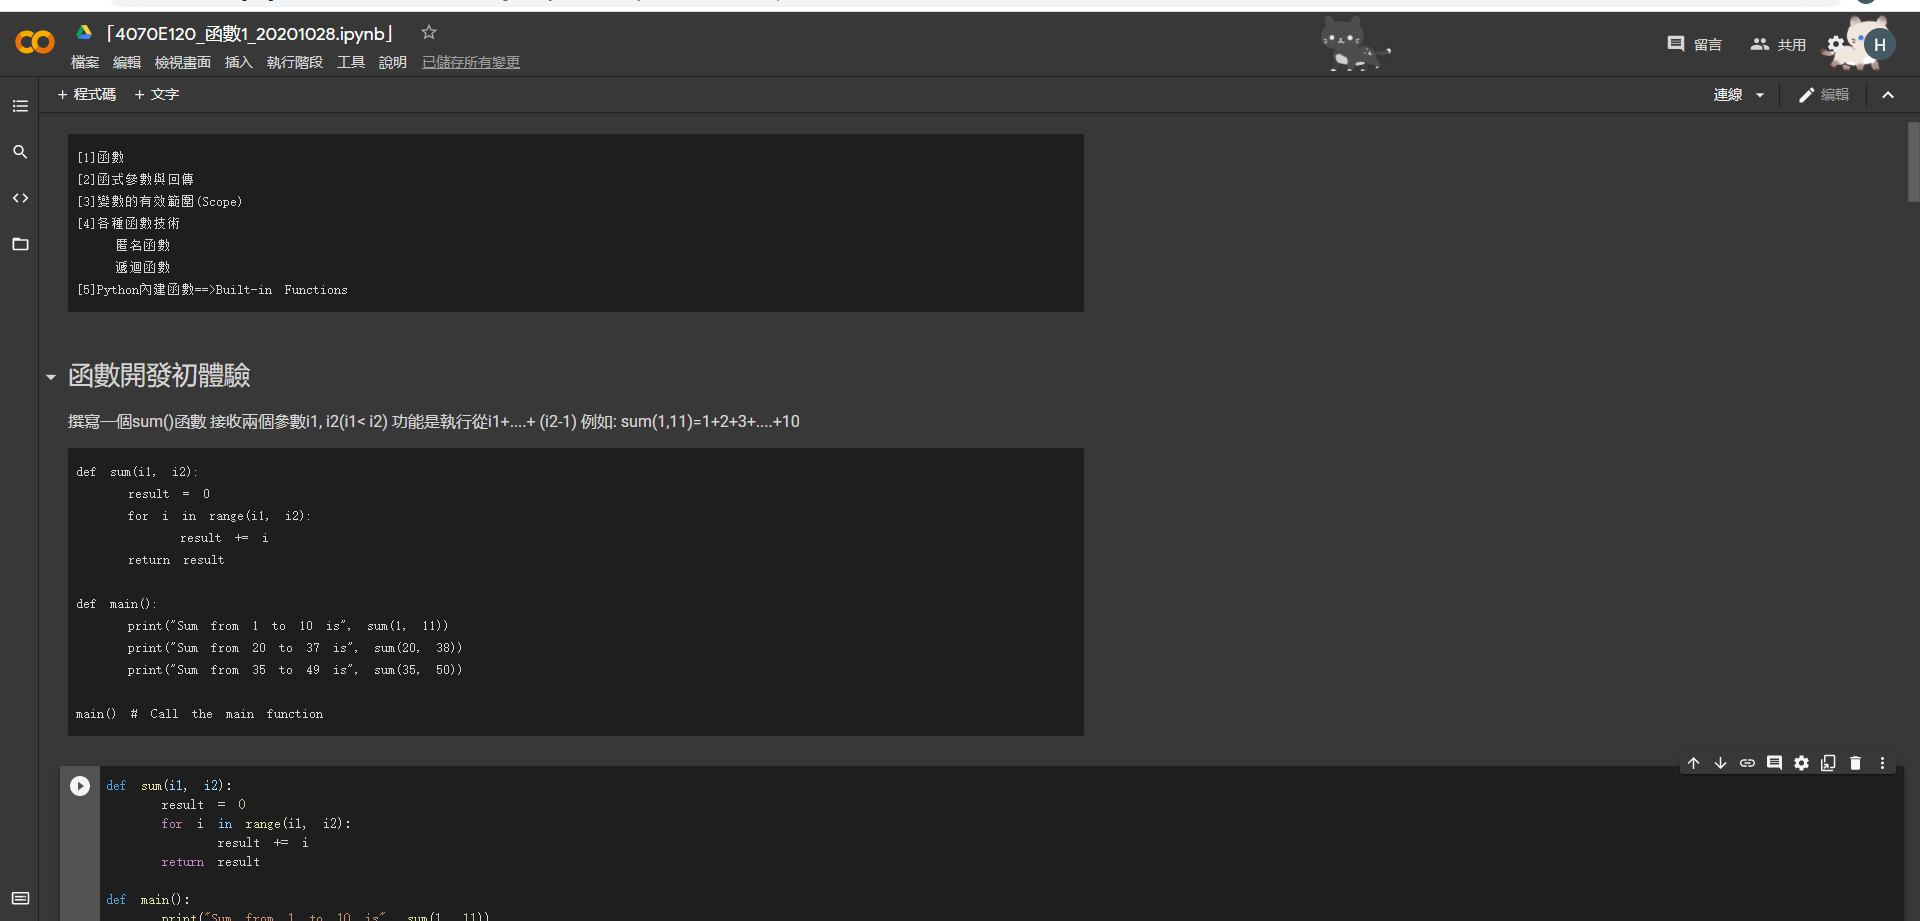 「4070E120_函數1_20201028.ipynb」
檔案 編輯 檢視畫面 插入 執行階段 工具 說明 已儲存所有變更
留言 共用 H
+ 程式碼 + 文字
連線 編輯
[1]函數
[2]函式參數與回傳
[3]變數的有效範圍(Scope)
[4]各種函數技術
匿名函數
遞迴函數
[5]Python內建函數==>Built-in Functions
函數開發初體驗
撰寫一個sum()函數 接收兩個參數i1, i2(i1< i2) 功能是執行從i1+....+ (i2-1) 例如: sum(1,11)=1+2+3+....+10
def sum(i1, i2):
result = 0
for i in range(i1, i2):
result += i
return result
def main():
print("Sum from 1 to 10 is", sum(1, 11))
print("Sum from 20 to 37 is", sum(20, 38))
print("Sum from 35 to 49 is", sum(35, 50))
main() # Call the main function
def sum(i1, i2):
result = 0
for i in range(i1, i2):
result += i
return result
def main():
print("Sum from 1 to 10 is", sum(1, 11))